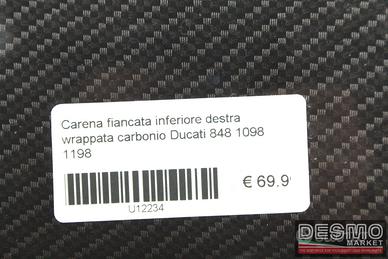 Carena fiancata inferiore destra
wrappata carbonio Ducati 848 1098
1198
€ 69.9
U12234
DESMO
MARKET